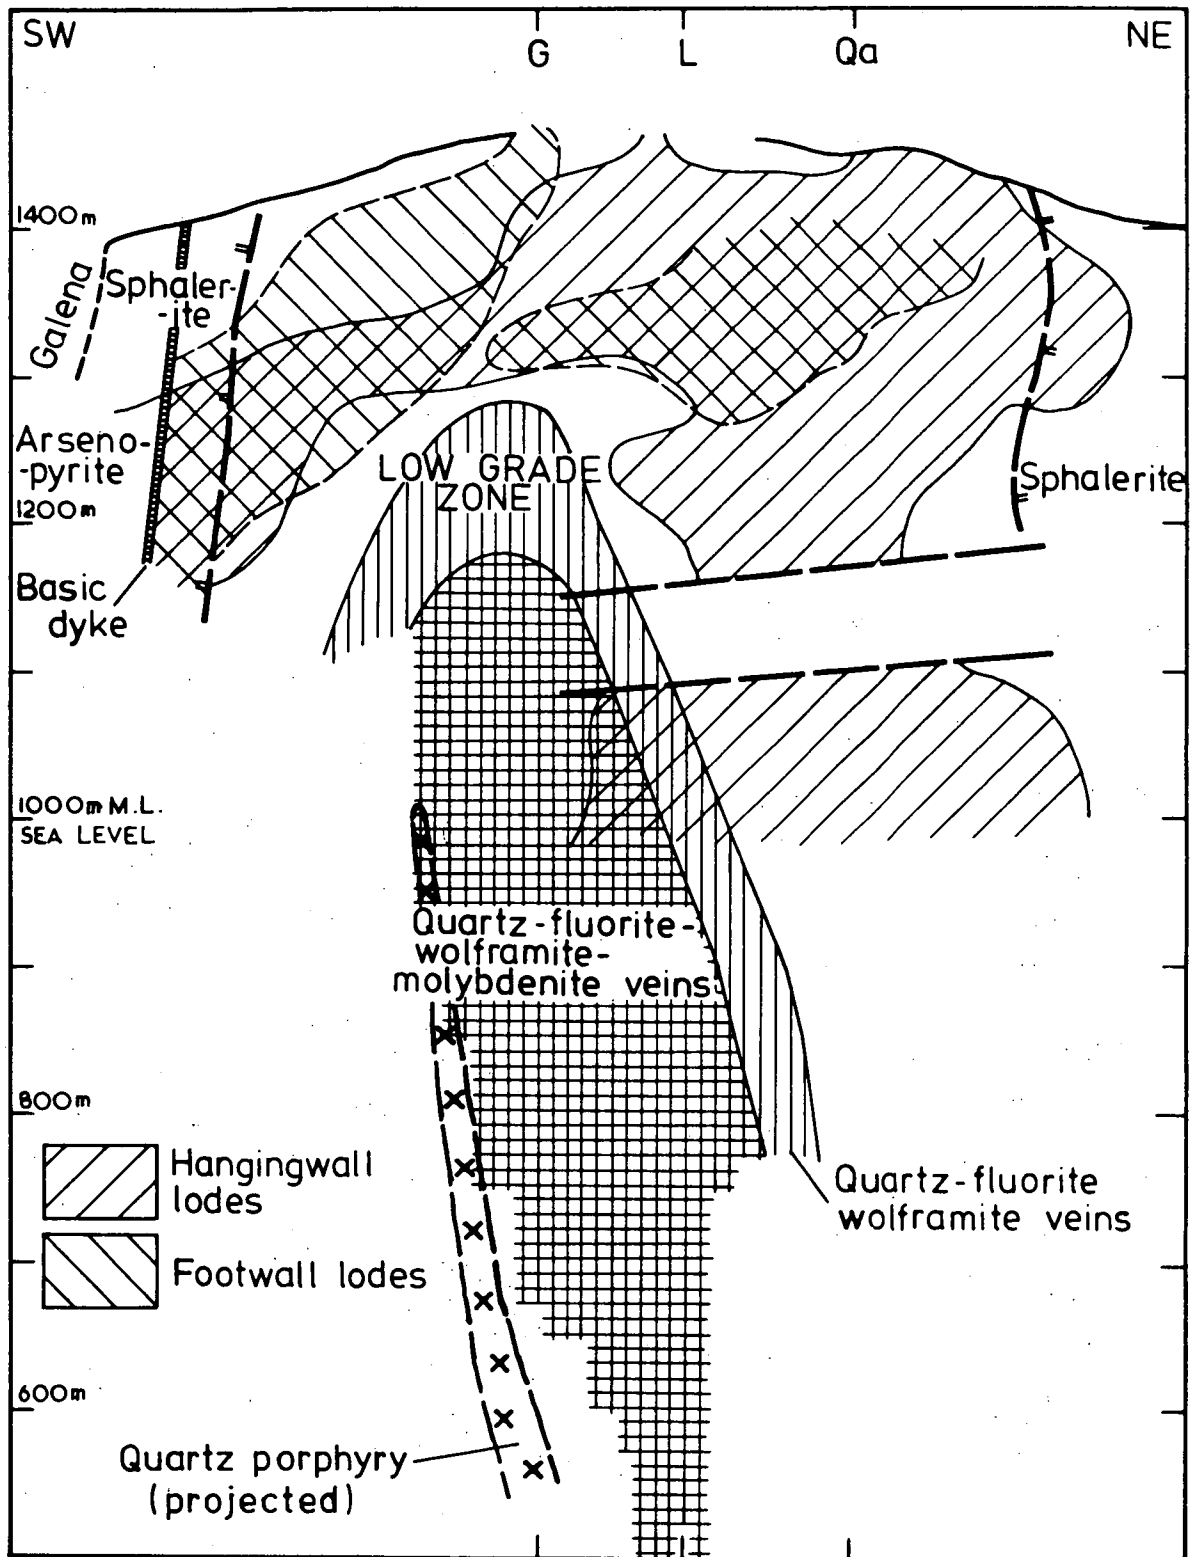 SW
G
L
Qa
NE
1400m
Galena
Sphaler-
-ite
Arseno-
-pyrite
LOW GRADE
ZONE
1200m
Sphalerite
Basic
dyke
1000m M.L.
SEA LEVEL
Quartz-fluorite-
wolframite-
molybdenite veins
800m
Hangingwall
lodes
Quartz-fluorite
wolframite veins
Footwall lodes
600m
Quartz porphyry
(projected)